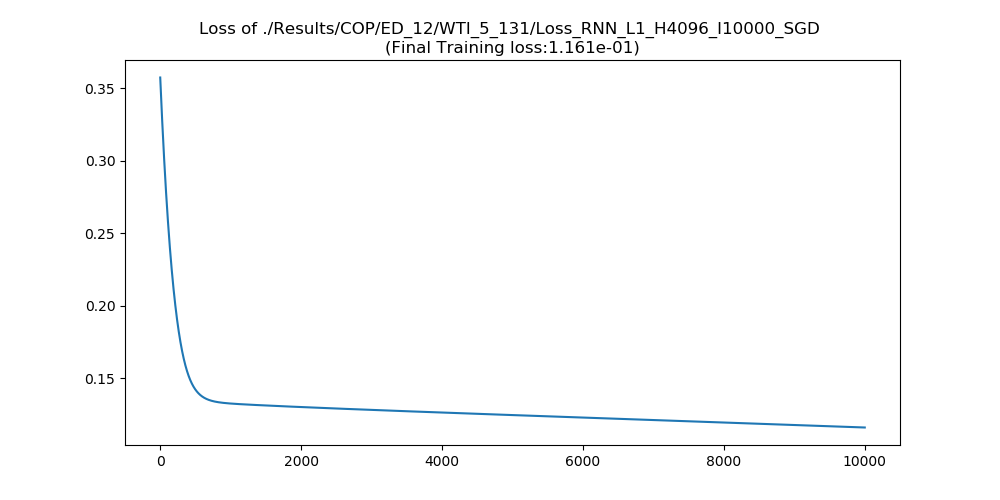 Loss of ./Results/COP/ED_12/WTI_5_131/Loss_RNN_L1_H4096_I10000_SGD
(Final Training loss:1.161e-01)
0.35
0.30
0.25
0.20
0.15
0 2000 4000 6000 8000 10000